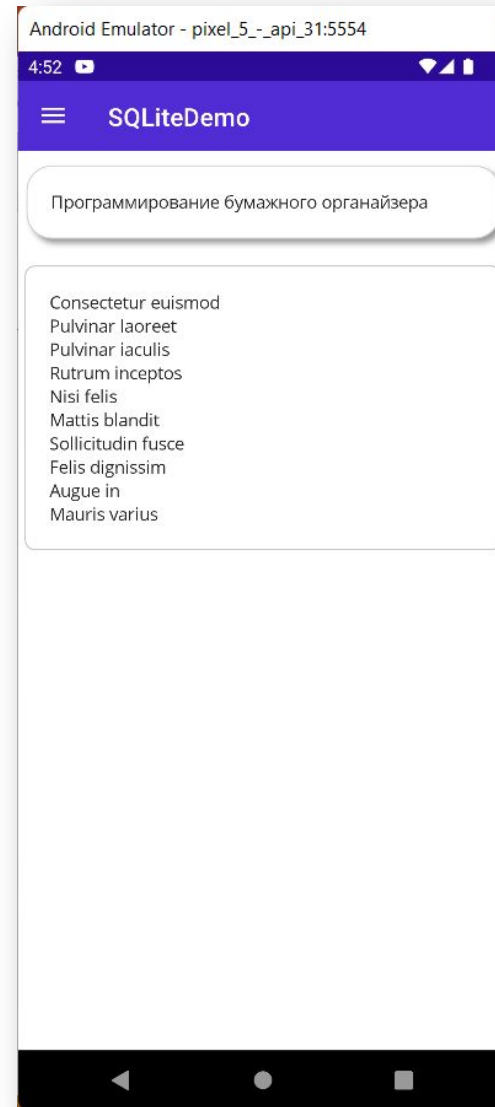 Android Emulator - pixel_5_-_api_31:5554
4:52
SQLiteDemo
Программирование бумажного органайзера
Consectetur euismod
Pulvinar laoreet
Pulvinar iaculis
Rutrum inceptos
Nisi felis
Mattis blandit
Sollicitudin fusce
Felis dignissim
Augue in
Mauris varius